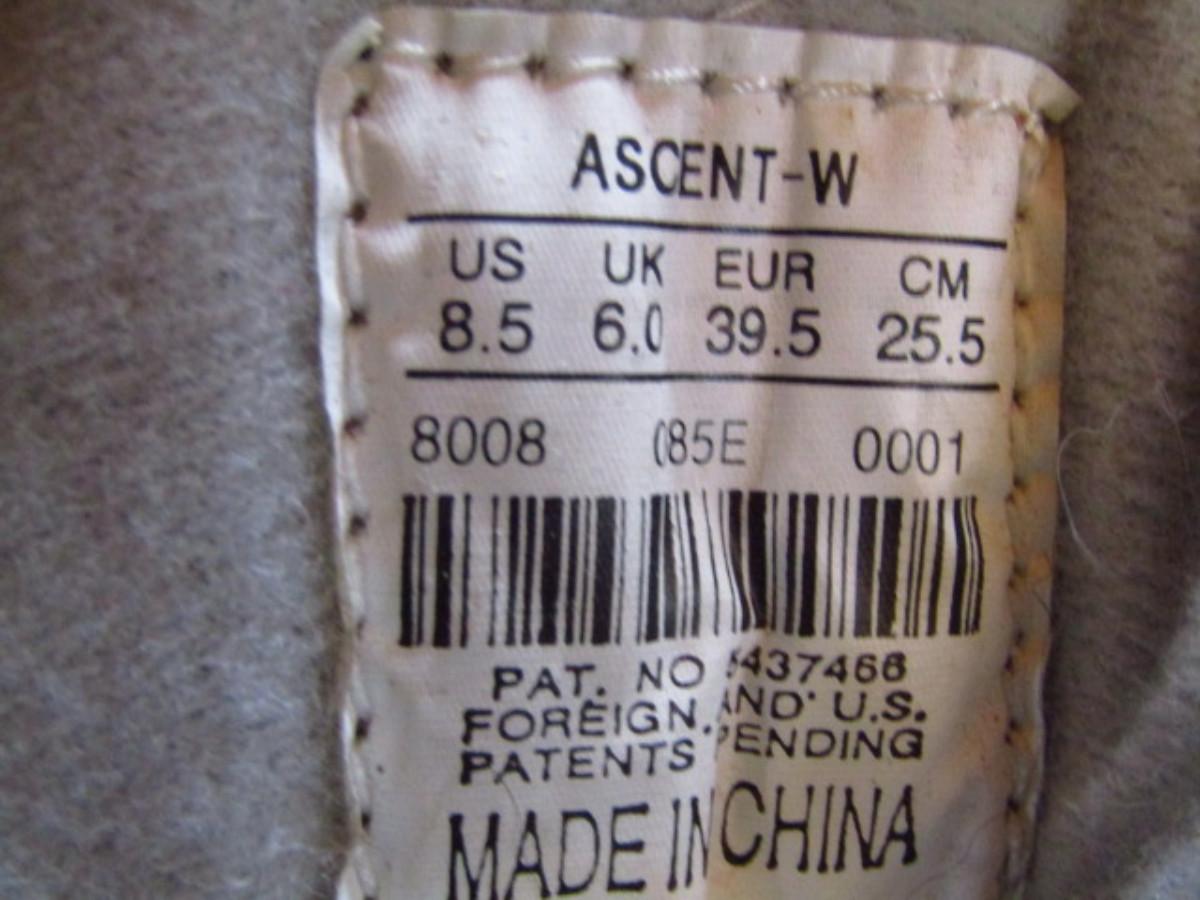 ASCENT-W
US UK EUR CM
8.5 6.0 39.5 25.5
8008 085E 0001
PAT. NO 5437466
FOREIGN. AND U.S.
PATENTS PENDING
MADE IN CHINA